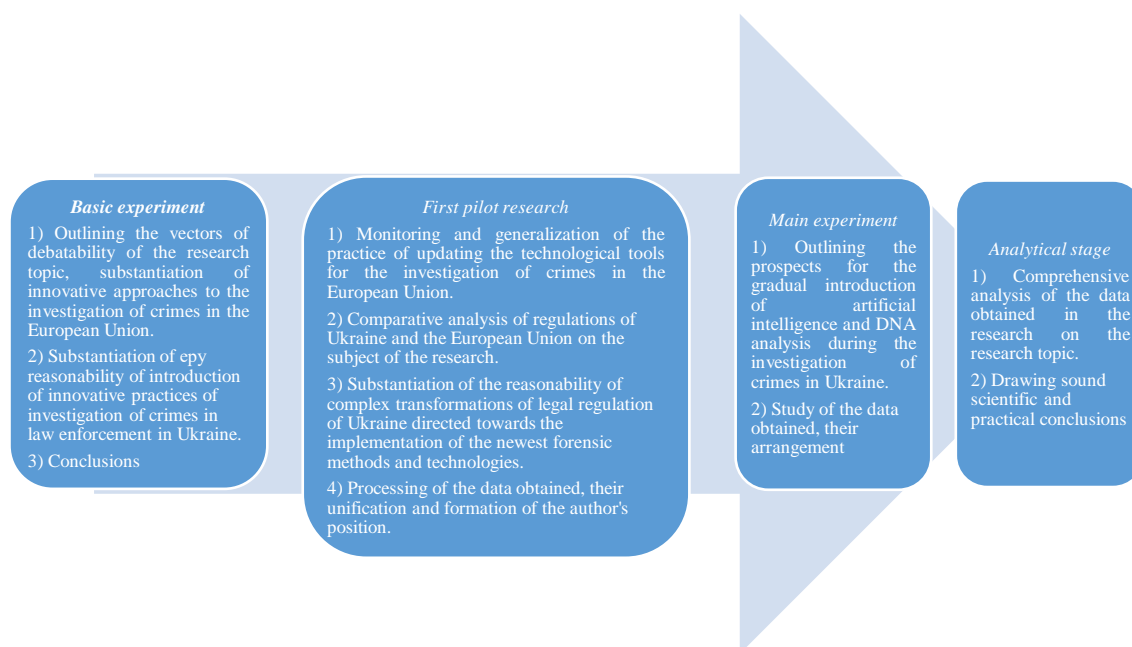 Basic experiment
1) Outlining the vectors of
debatability of the research
topic, substantiation of
innovative approaches to the
investigation of crimes in the
European Union.
2) Substantiation of epy
reasonability of introduction
of innovative practices of
investigation of crimes in
law enforcement in Ukraine.
3) Conclusions
First pilot research
1) Monitoring and generalization of the
practice of updating the technological tools
for the investigation of crimes in the
European Union.
2) Comparative analysis of regulations of
Ukraine and the European Union on the
subject of the research.
3) Substantiation of the reasonability of
complex transformations of legal regulation
of Ukraine directed towards the
implementation of the newest forensic
methods and technologies.
4) Processing of the data obtained, their
unification and formation of the author's
position.
Main experiment
1) Outlining the
prospects for the
gradual introduction
of artificial
intelligence and DNA
analysis during the
investigation of
crimes in Ukraine.
2) Study of the data
obtained, their
arrangement
Analytical stage
1) Comprehensive
analysis of the data
obtained in the
research on the
research topic.
2) Drawing sound
scientific and
practical conclusions